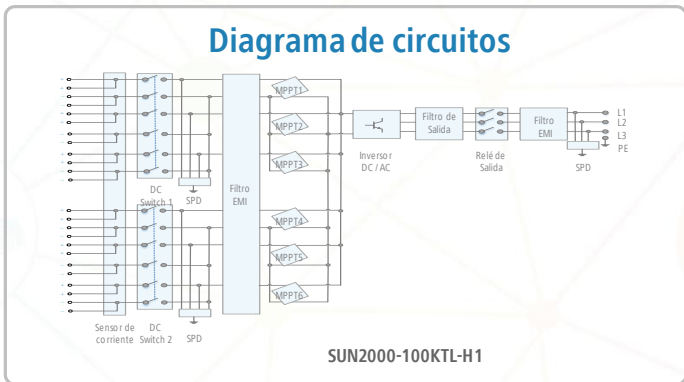 Diagrama de circuitos
MPPT1
MPPT2
MPPT3
DC
Switch 1
SPD
Filtro
EMI
MPPT4
MPPT5
MPPT6
Sensor de
corriente
DC
Switch 2
SPD
Inversor
DC / AC
Filtro de
Salida
Relé de
Salida
Filtro
EMI
SPD
L1
L2
L3
PE
SUN2000-100KTL-H1